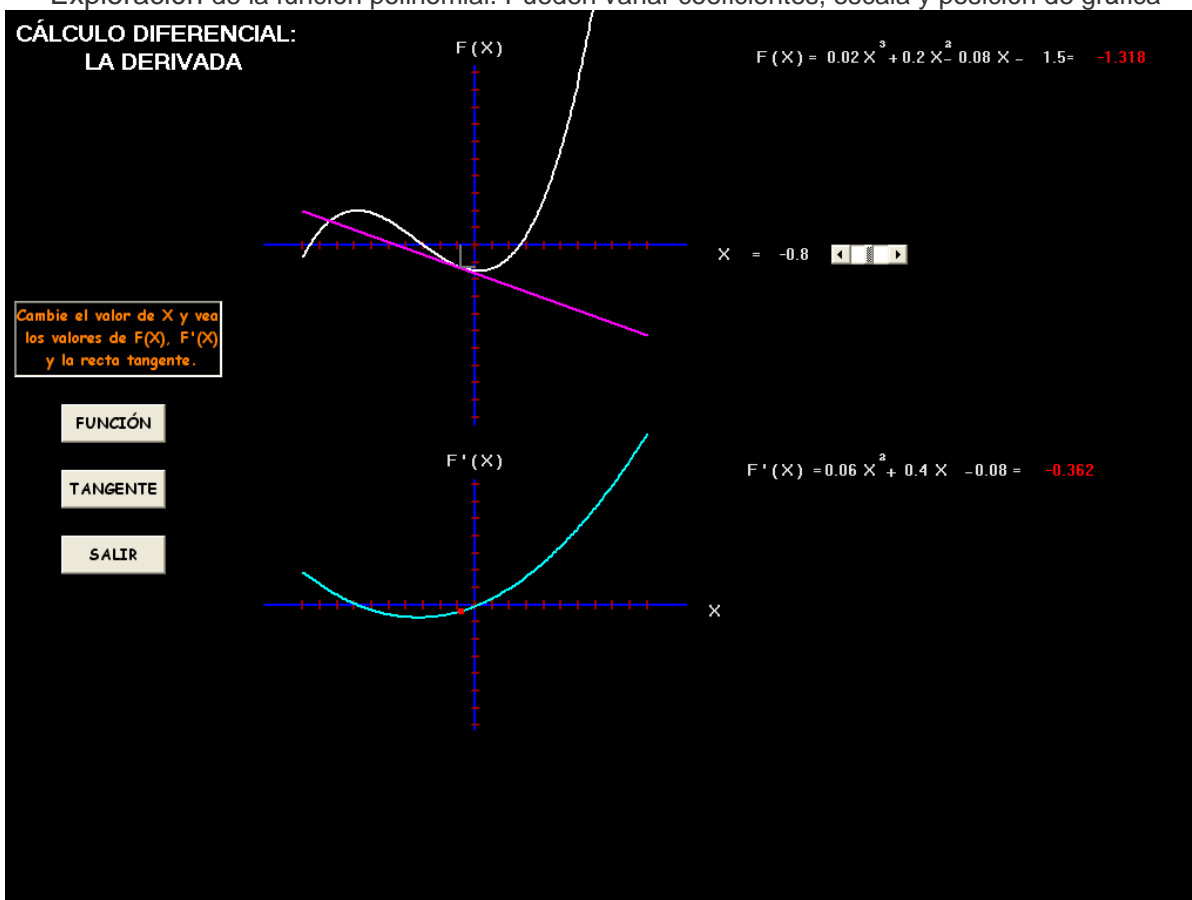 Exploración de la función polinomial. Pueden variar coeficientes, escala y posición de gráfica
CÁLCULO DIFERENCIAL:
LA DERIVADA
F(X)
F(X) = 0.02 X³ + 0.2 X² - 0.08 X - 1.5= -1.318
X = -0.8
Cambie el valor de X y vea
los valores de F(X), F'(X)
y la recta tangente.
FUNCIÓN
TANGENTE
SALIR
F'(X)
F'(X) =0.06 X² + 0.4 X -0.08 = -0.362
X